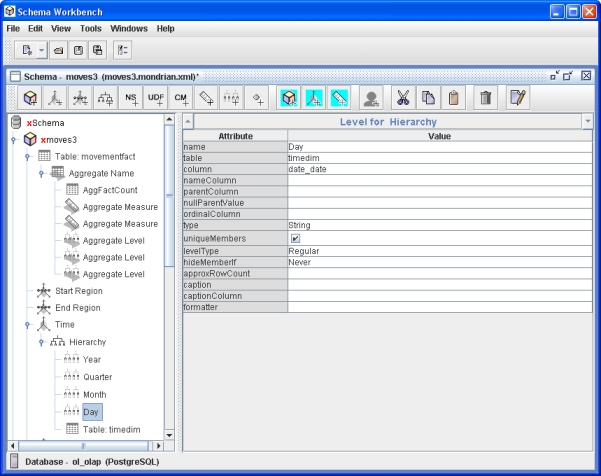 Schema Workbench
File Edit View Tools Windows Help
Schema - moves3 (moves3.mondrian.xml)*
NS UDF CM
xSchema
xmoves3
Table: movementfact
Aggregate Name
AggFactCount
Aggregate Measure
Aggregate Measure
Aggregate Level
Aggregate Level
Aggregate Level
Start Region
End Region
Time
Hierarchy
Year
Quarter
Month
Day
Table: timedim
Level for Hierarchy
Attribute Value
name Day
table timedim
column date_date
nameColumn
parentColumn
nullParentValue
ordinalColumn
type String
uniqueMembers
levelType Regular
hideMemberIf Never
approxRowCount
caption
captionColumn
formatter
Database - ol_olap (PostgreSQL)